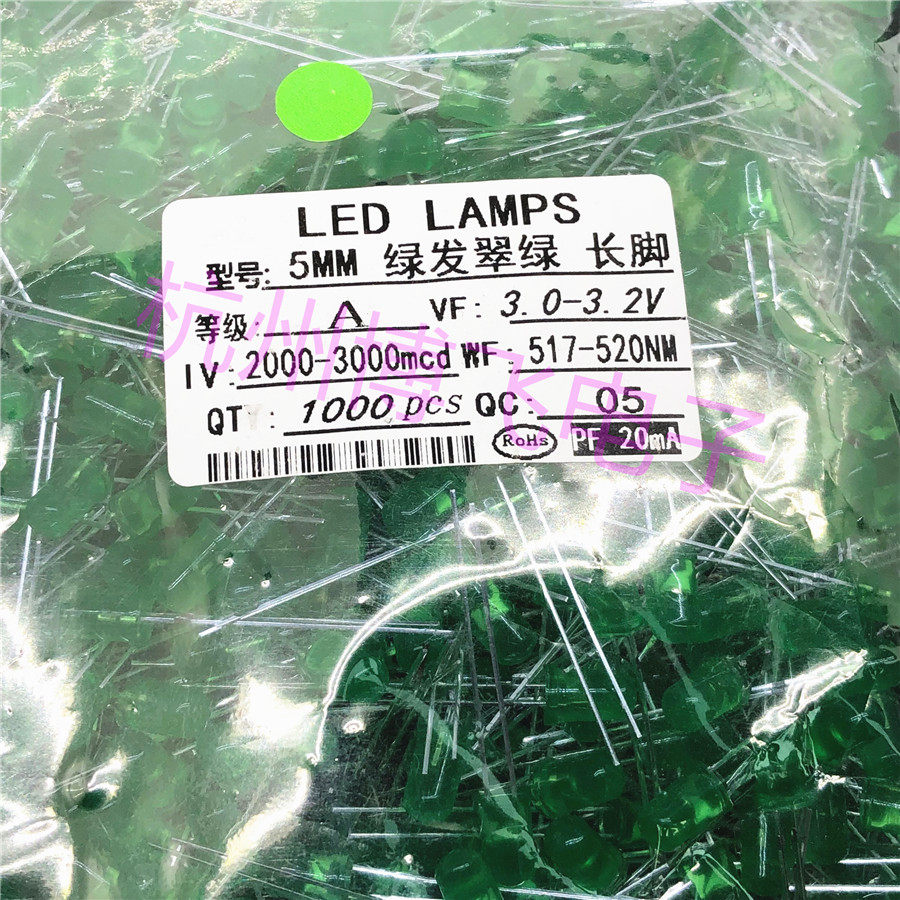 LED LAMPS
型号: 5MM 绿发翠绿 长脚
等级: A VF: 3.0-3.2V
IV: 2000-3000mcd WF: 517-520NM
QT : 1000 pcs QC: 05
RoHs PF 20mA
杭州博飞电子